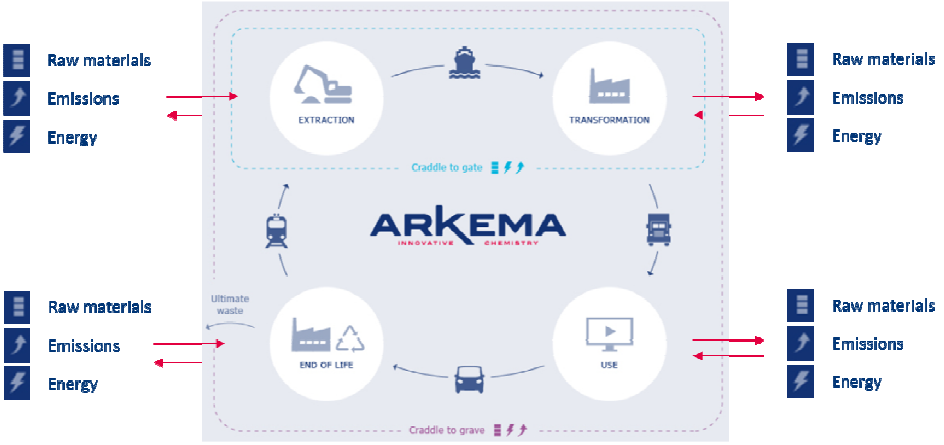 Raw materials
Emissions
Energy
EXTRACTION
TRANSFORMATION
Raw materials
Emissions
Energy
Craddle to gate
ARKEMA
INNOVATIVE CHEMISTRY
Ultimate
waste
Raw materials
Emissions
Energy
END OF LIFE
USE
Raw materials
Emissions
Energy
Craddle to grave